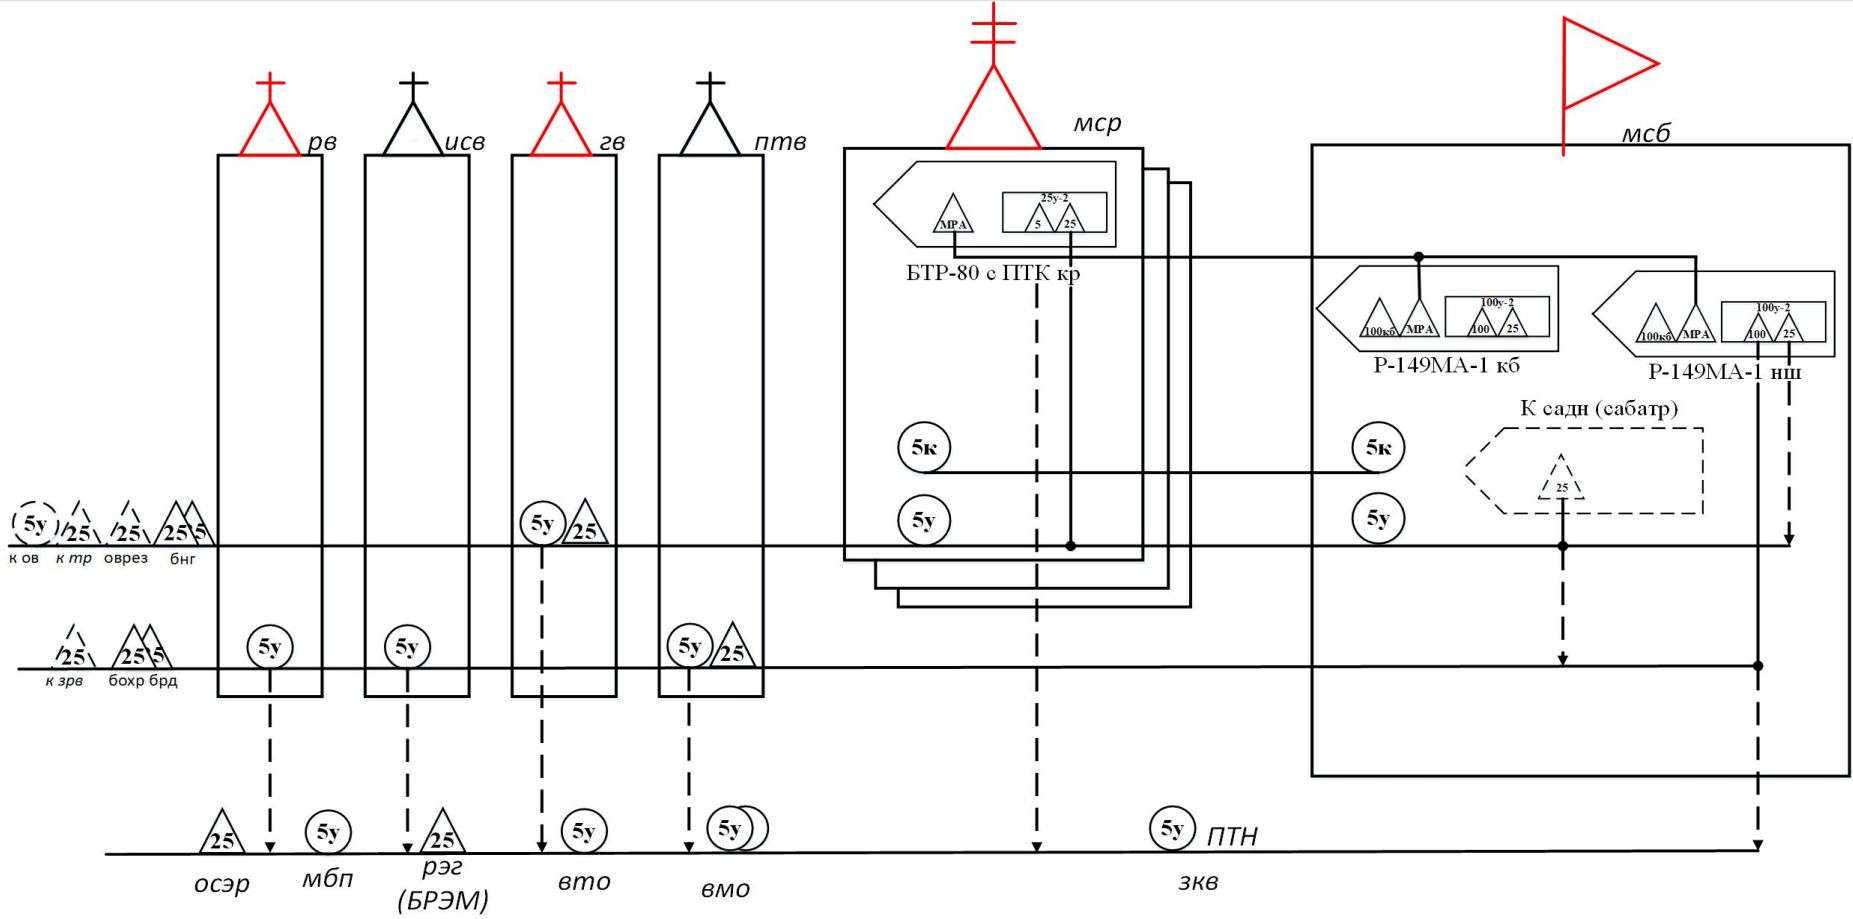 рв
исв
гв
птв
мср
мсб
МРА
25у-2
5
25
БТР-80 с ПТК кр
100кб
МРА
100у-2
100
25
Р-149МА-1 кб
100кб
МРА
100у-2
100
25
Р-149МА-1 нш
К садн (сабатр)
25
5к
5к
5у
5у
5у
25
25
25
5
5у
25
к ов
к тр
оврез
бнг
25
25
5
5у
5у
5у
25
к зрв
бохр брд
25
5у
25
5у
5у
5у
ПТН
осэр
мбп
рэг
(БРЭМ)
вто
вмо
зкв